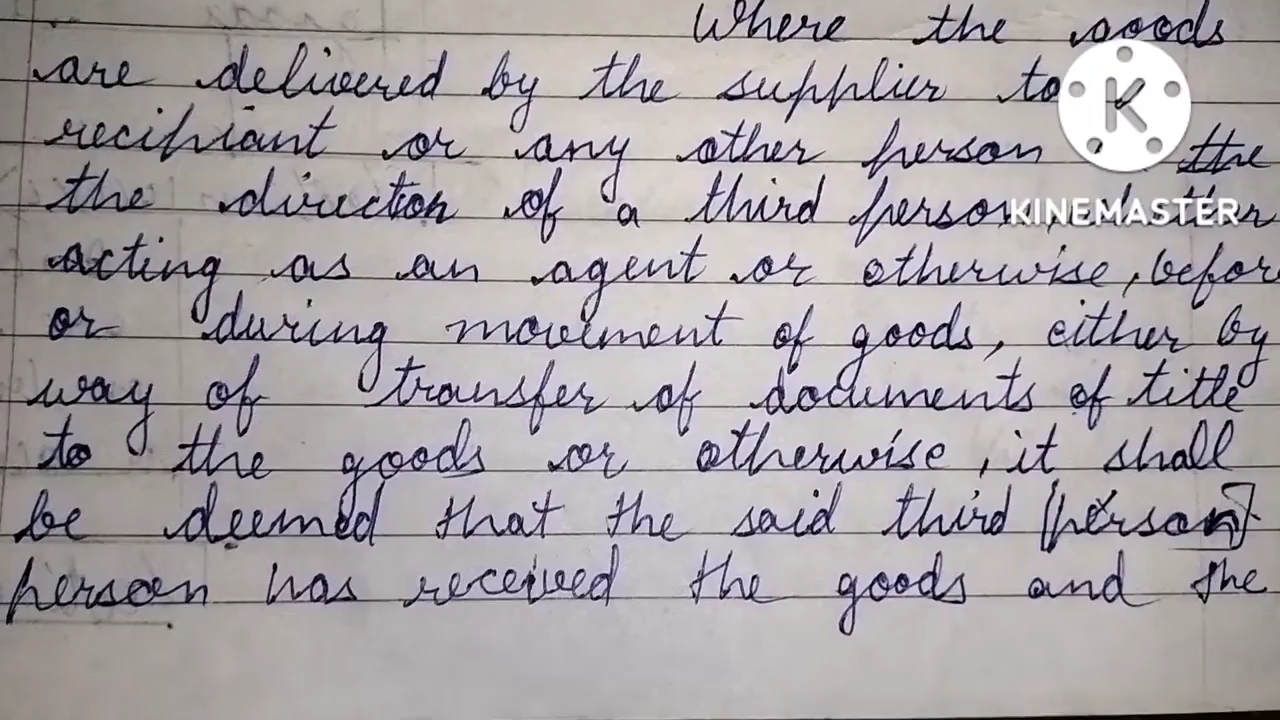 Where the goods
are delivered by the supplier to
recipiant or any other person the
the direction of a third person
acting as an agent or otherwise, befor
or during movement of goods, either by
way of transfer of documents of title
to the goods or otherwise, it shall
be deemed that the said third (person)
person has received the goods and the
KINEMASTER